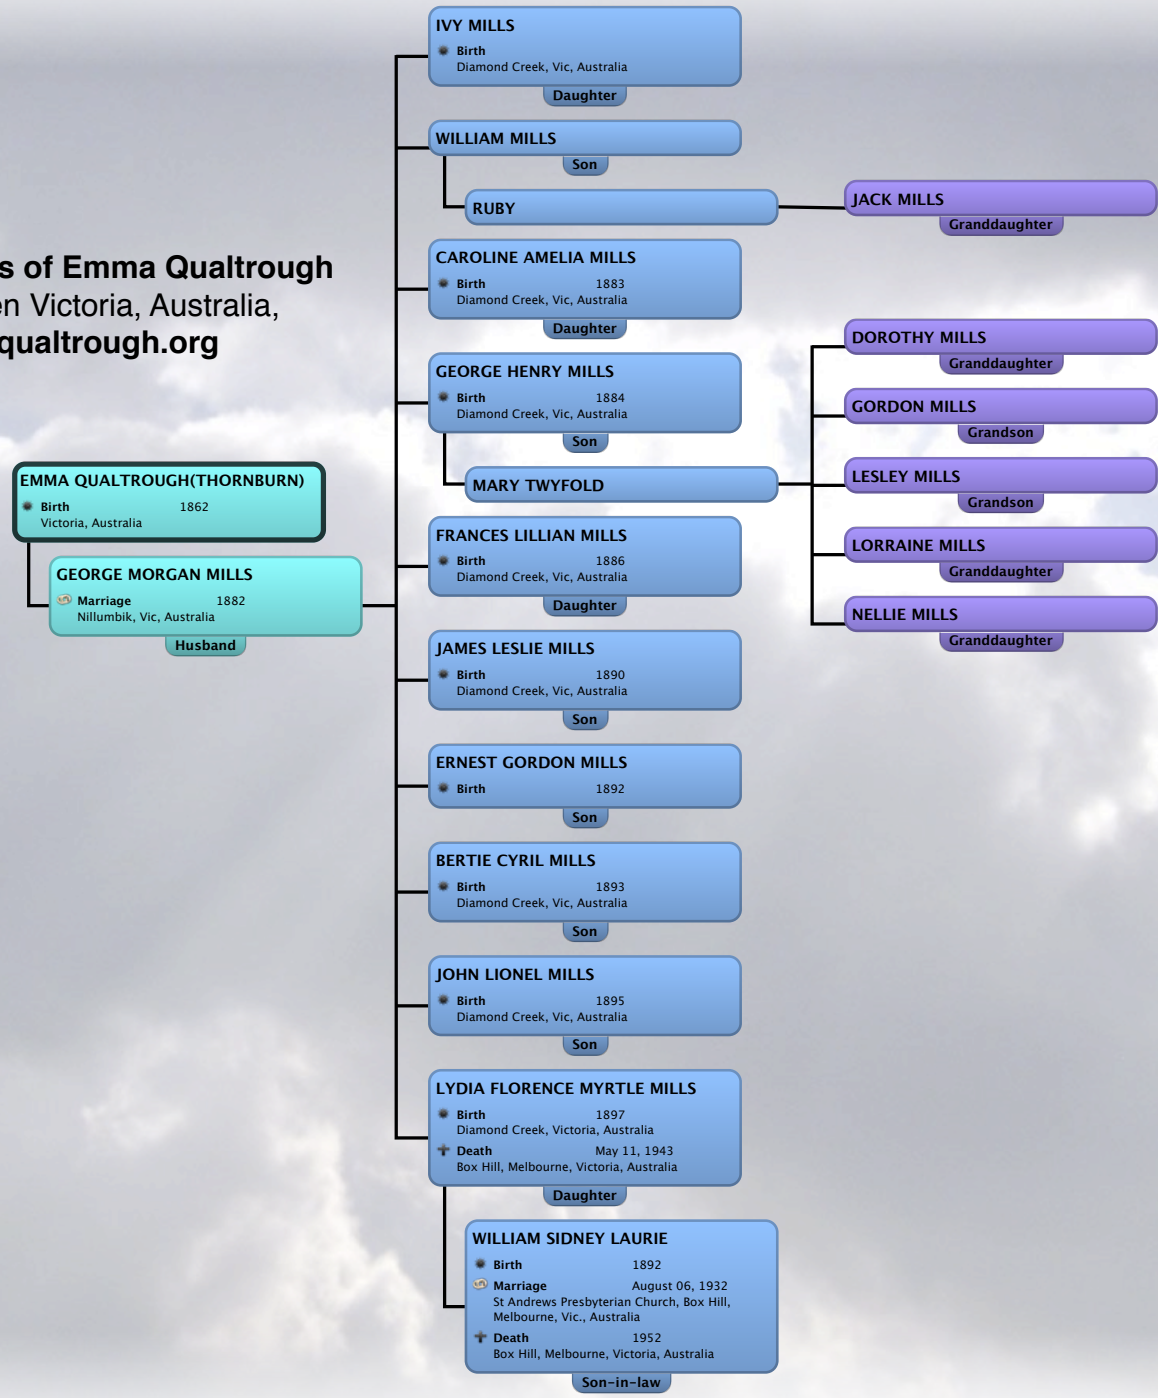 s of Emma Qualtrough
en Victoria, Australia,
qualtrough.org
EMMA QUALTROUGH(THORNBURN)
Birth 1862
Victoria, Australia
GEORGE MORGAN MILLS
Marriage 1882
Nillumbik, Vic, Australia
Husband
IVY MILLS
Birth
Diamond Creek, Vic, Australia
Daughter
WILLIAM MILLS
Son
RUBY
JACK MILLS
Granddaughter
CAROLINE AMELIA MILLS
Birth 1883
Diamond Creek, Vic, Australia
Daughter
GEORGE HENRY MILLS
Birth 1884
Diamond Creek, Vic, Australia
Son
MARY TWYFOLD
DOROTHY MILLS
Granddaughter
GORDON MILLS
Grandson
LESLEY MILLS
Grandson
LORRAINE MILLS
Granddaughter
NELLIE MILLS
Granddaughter
FRANCES LILLIAN MILLS
Birth 1886
Diamond Creek, Vic, Australia
Daughter
JAMES LESLIE MILLS
Birth 1890
Diamond Creek, Vic, Australia
Son
ERNEST GORDON MILLS
Birth 1892
Son
BERTIE CYRIL MILLS
Birth 1893
Diamond Creek, Vic, Australia
Son
JOHN LIONEL MILLS
Birth 1895
Diamond Creek, Vic, Australia
Son
LYDIA FLORENCE MYRTLE MILLS
Birth 1897
Diamond Creek, Victoria, Australia
Death May 11, 1943
Box Hill, Melbourne, Victoria, Australia
Daughter
WILLIAM SIDNEY LAURIE
Birth 1892
Marriage August 06, 1932
St Andrews Presbyterian Church, Box Hill,
Melbourne, Vic., Australia
Death 1952
Box Hill, Melbourne, Victoria, Australia
Son-in-law